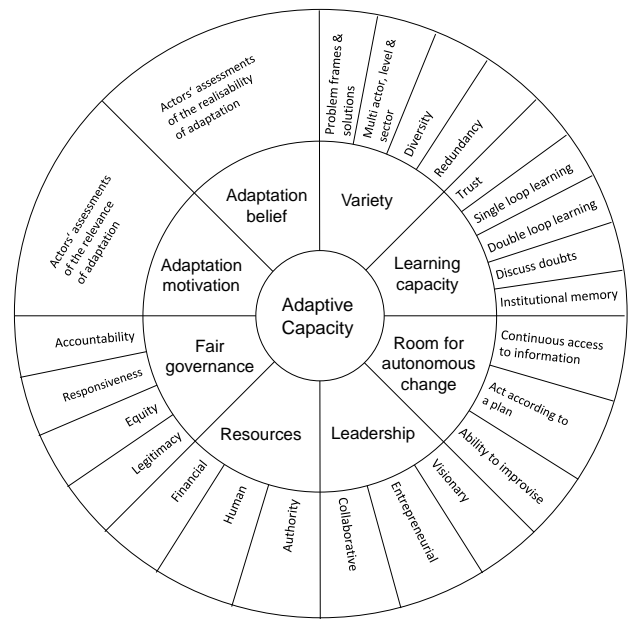 Adaptive
Capacity
Variety
Problem frames &
solutions
Multi actor, level &
sector
Diversity
Redundancy
Learning
capacity
Trust
Single loop learning
Double loop learning
Discuss doubts
Institutional memory
Room for
autonomous
change
Continuous access
to information
Act according to
a plan
Ability to improvise
Leadership
Visionary
Entrepreneurial
Collaborative
Resources
Authority
Human
Financial
Fair
governance
Legitimacy
Equity
Responsiveness
Accountability
Adaptation
motivation
Actors' assessments
of the relevance
of adaptation
Adaptation
belief
Actors' assessments
of the realisability
of adaptation